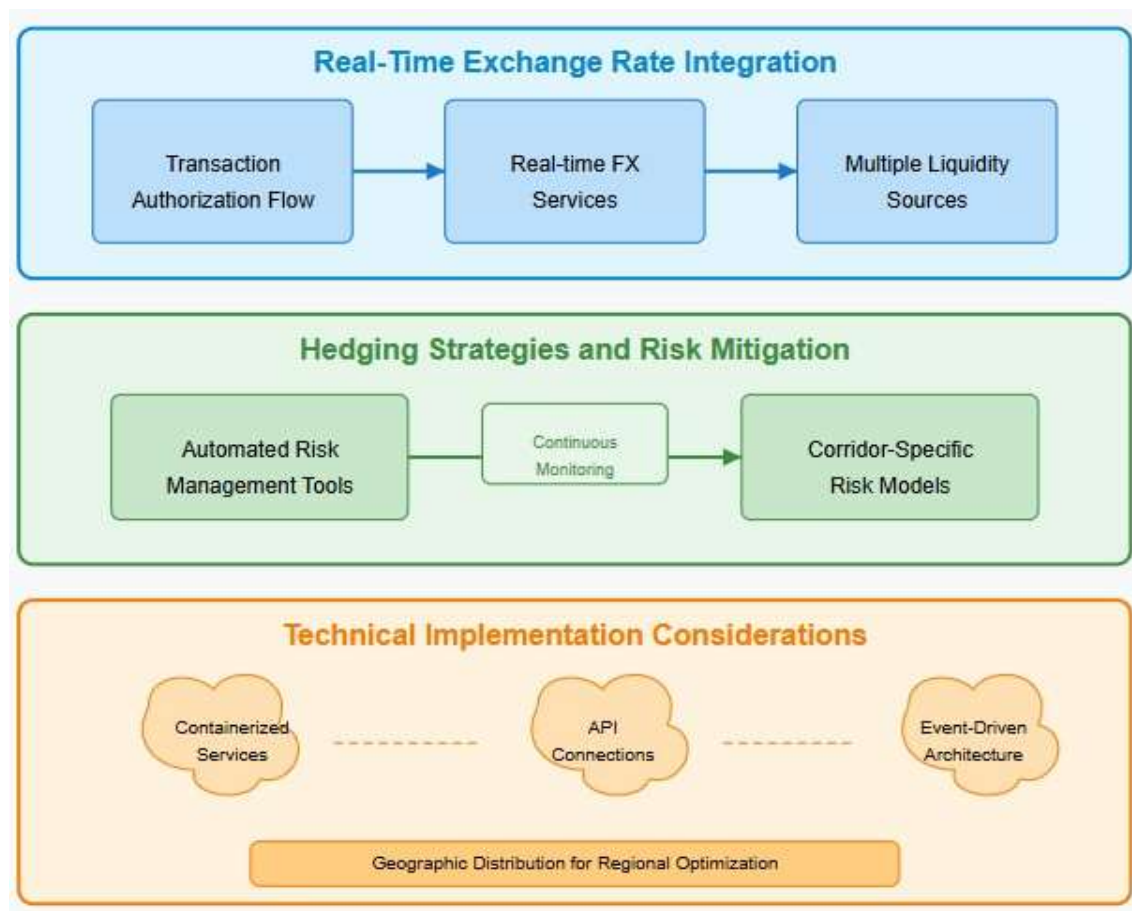 Real-Time Exchange Rate Integration
Transaction
Authorization Flow
Real-time FX
Services
Multiple Liquidity
Sources
Hedging Strategies and Risk Mitigation
Automated Risk
Management Tools
Continuous
Monitoring
Corridor-Specific
Risk Models
Technical Implementation Considerations
Containerized
Services
API
Connections
Event-Driven
Architecture
Geographic Distribution for Regional Optimization